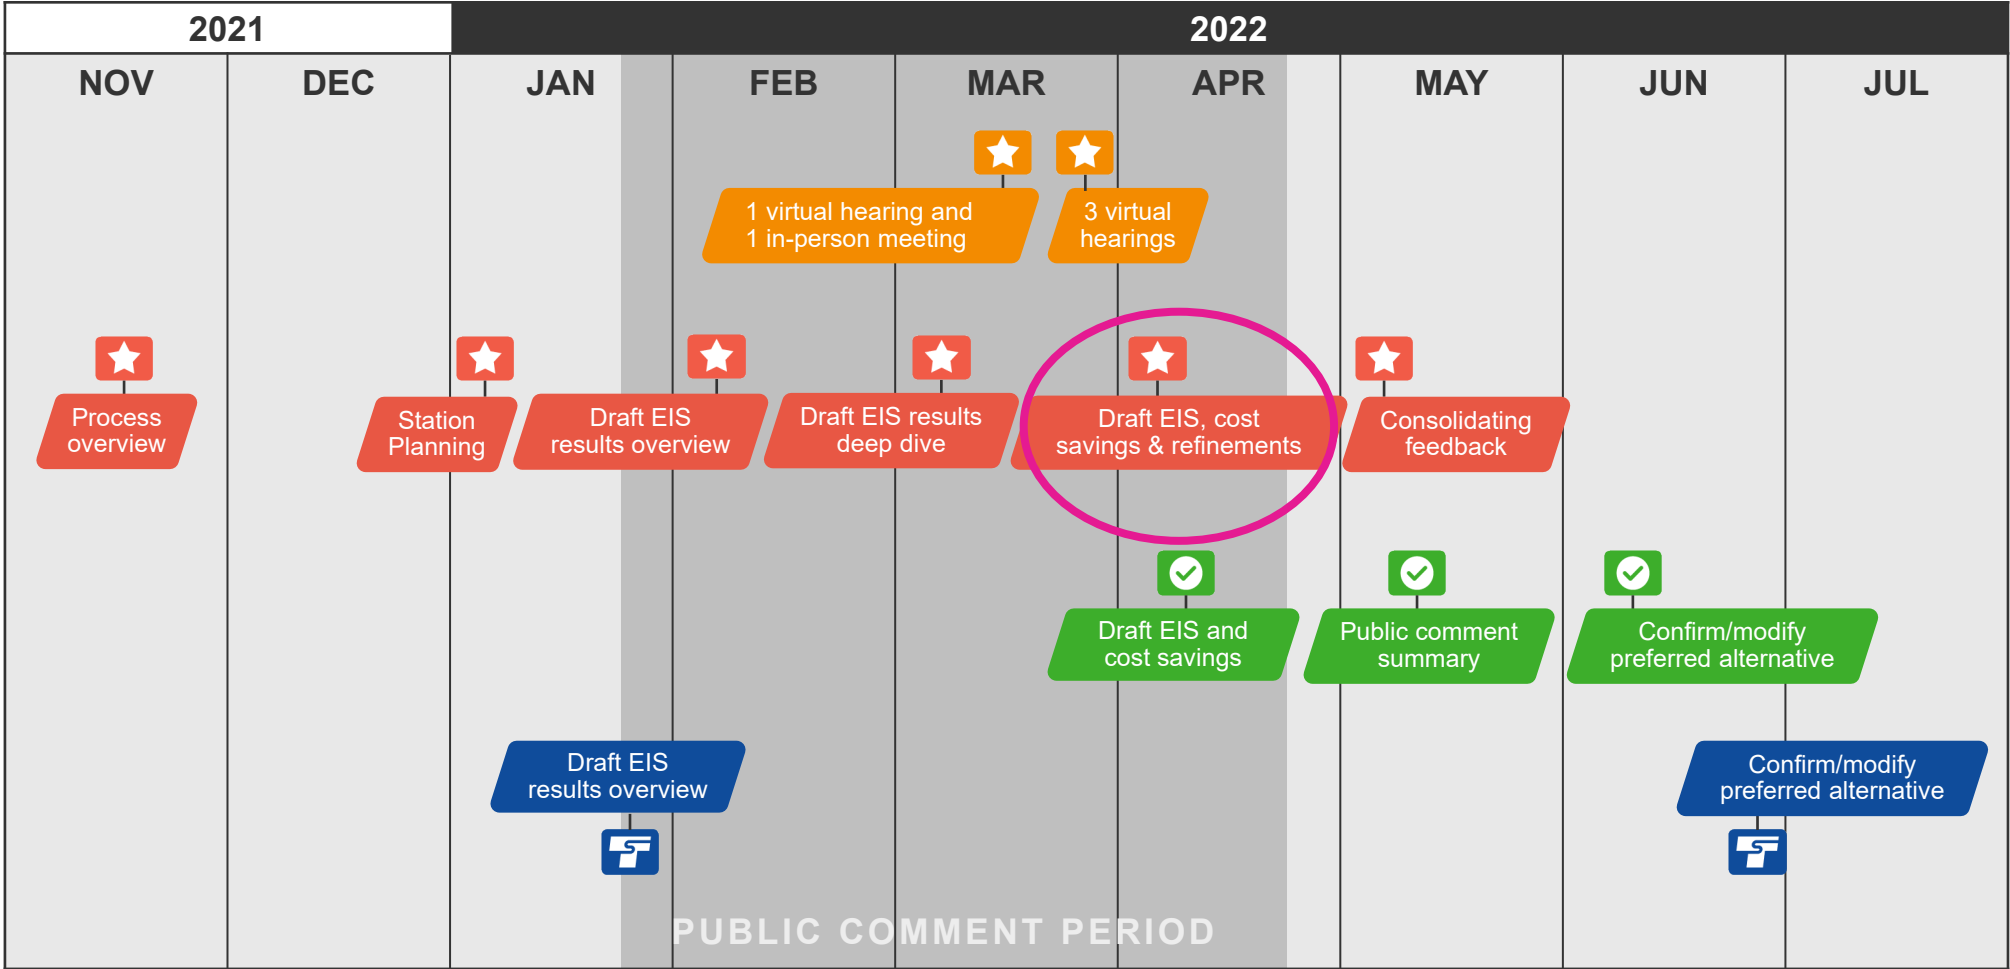 2021
2022
NOV
DEC
JAN
FEB
MAR
APR
MAY
JUN
JUL
1 virtual hearing and
1 in-person meeting
3 virtual
hearings
Process
overview
Station
Planning
Draft EIS
results overview
Draft EIS results
deep dive
Draft EIS, cost
savings & refinements
Consolidating
feedback
Draft EIS and
cost savings
Public comment
summary
Confirm/modify
preferred alternative
Draft EIS
results overview
Confirm/modify
preferred alternative
ST
ST
PUBLIC COMMENT PERIOD